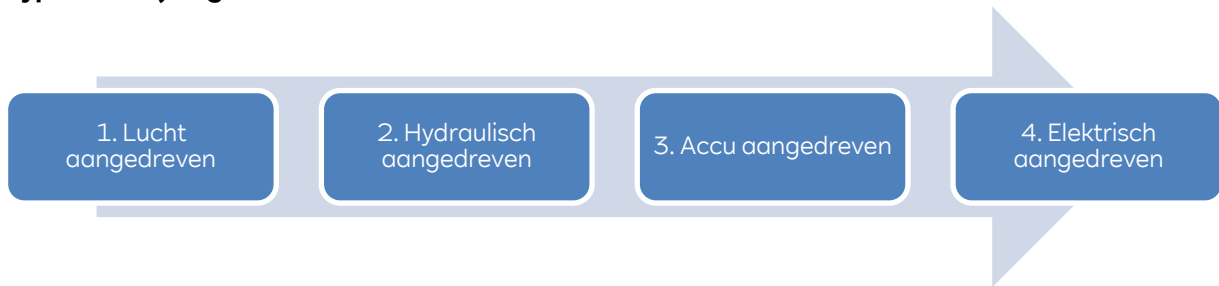 1. Lucht
aangedreven
2. Hydraulisch
aangedreven
3. Accu aangedreven
4. Elektrisch
aangedreven